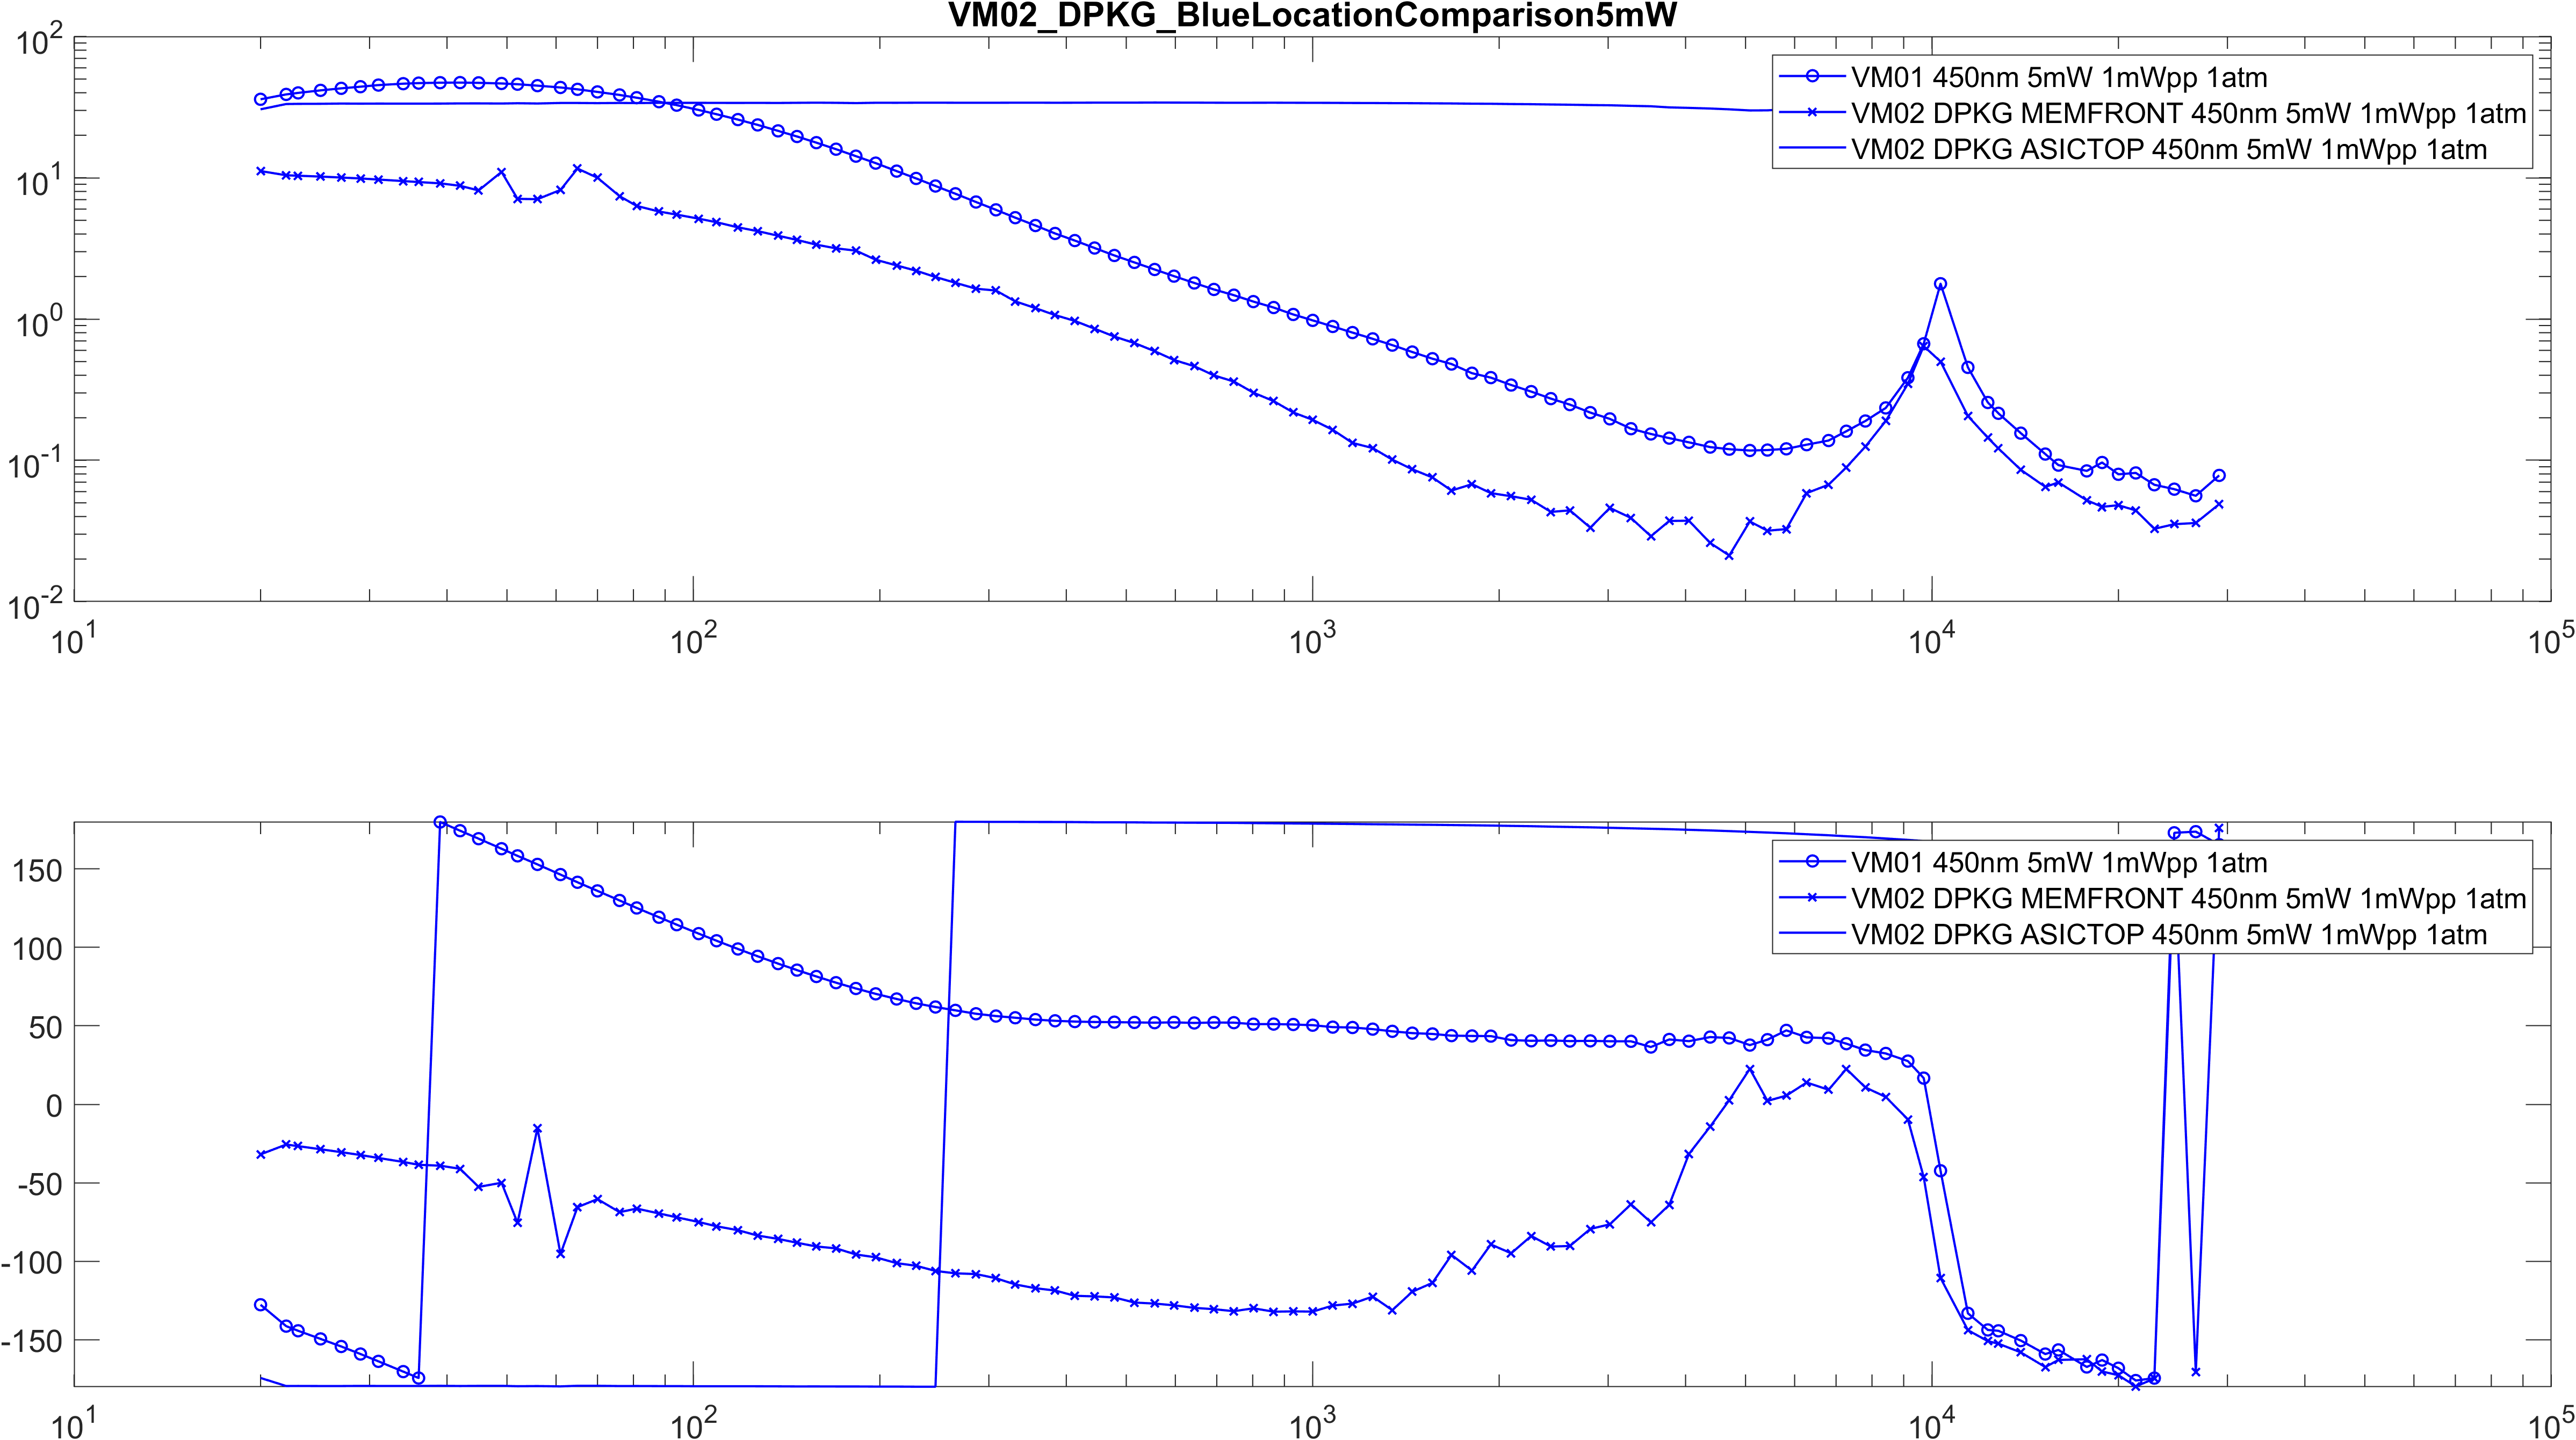 VM02_DPKG_BlueLocationComparison5mW
10^2
10^1
10^0
10^-1
10^-2
VM01 450nm 5mW 1mWpp 1atm
VM02 DPKG MEMFRONT 450nm 5mW 1mWpp 1atm
VM02 DPKG ASICTOP 450nm 5mW 1mWpp 1atm
10^1 10^2 10^3 10^4 10^5
150
100
50
0
-50
-100
-150
VM01 450nm 5mW 1mWpp 1atm
VM02 DPKG MEMFRONT 450nm 5mW 1mWpp 1atm
VM02 DPKG ASICTOP 450nm 5mW 1mWpp 1atm
10^1 10^2 10^3 10^4 10^5